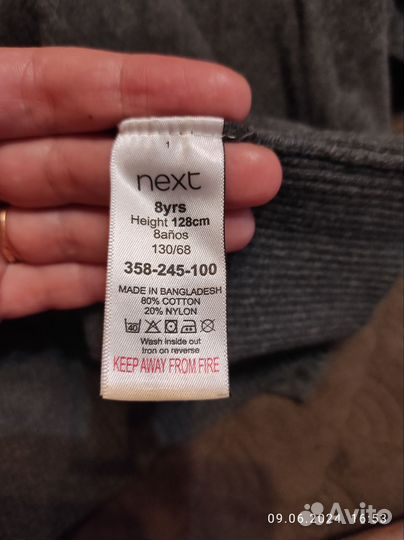 1
next
8yrs
Height 128cm
8años
130/68
358-245-100
MADE IN BANGLADESH
80% COTTON
20% NYLON
40
Wash inside out
Iron on reverse
KEEP AWAY FROM FIRE
Avito
09.06.2024 16:53